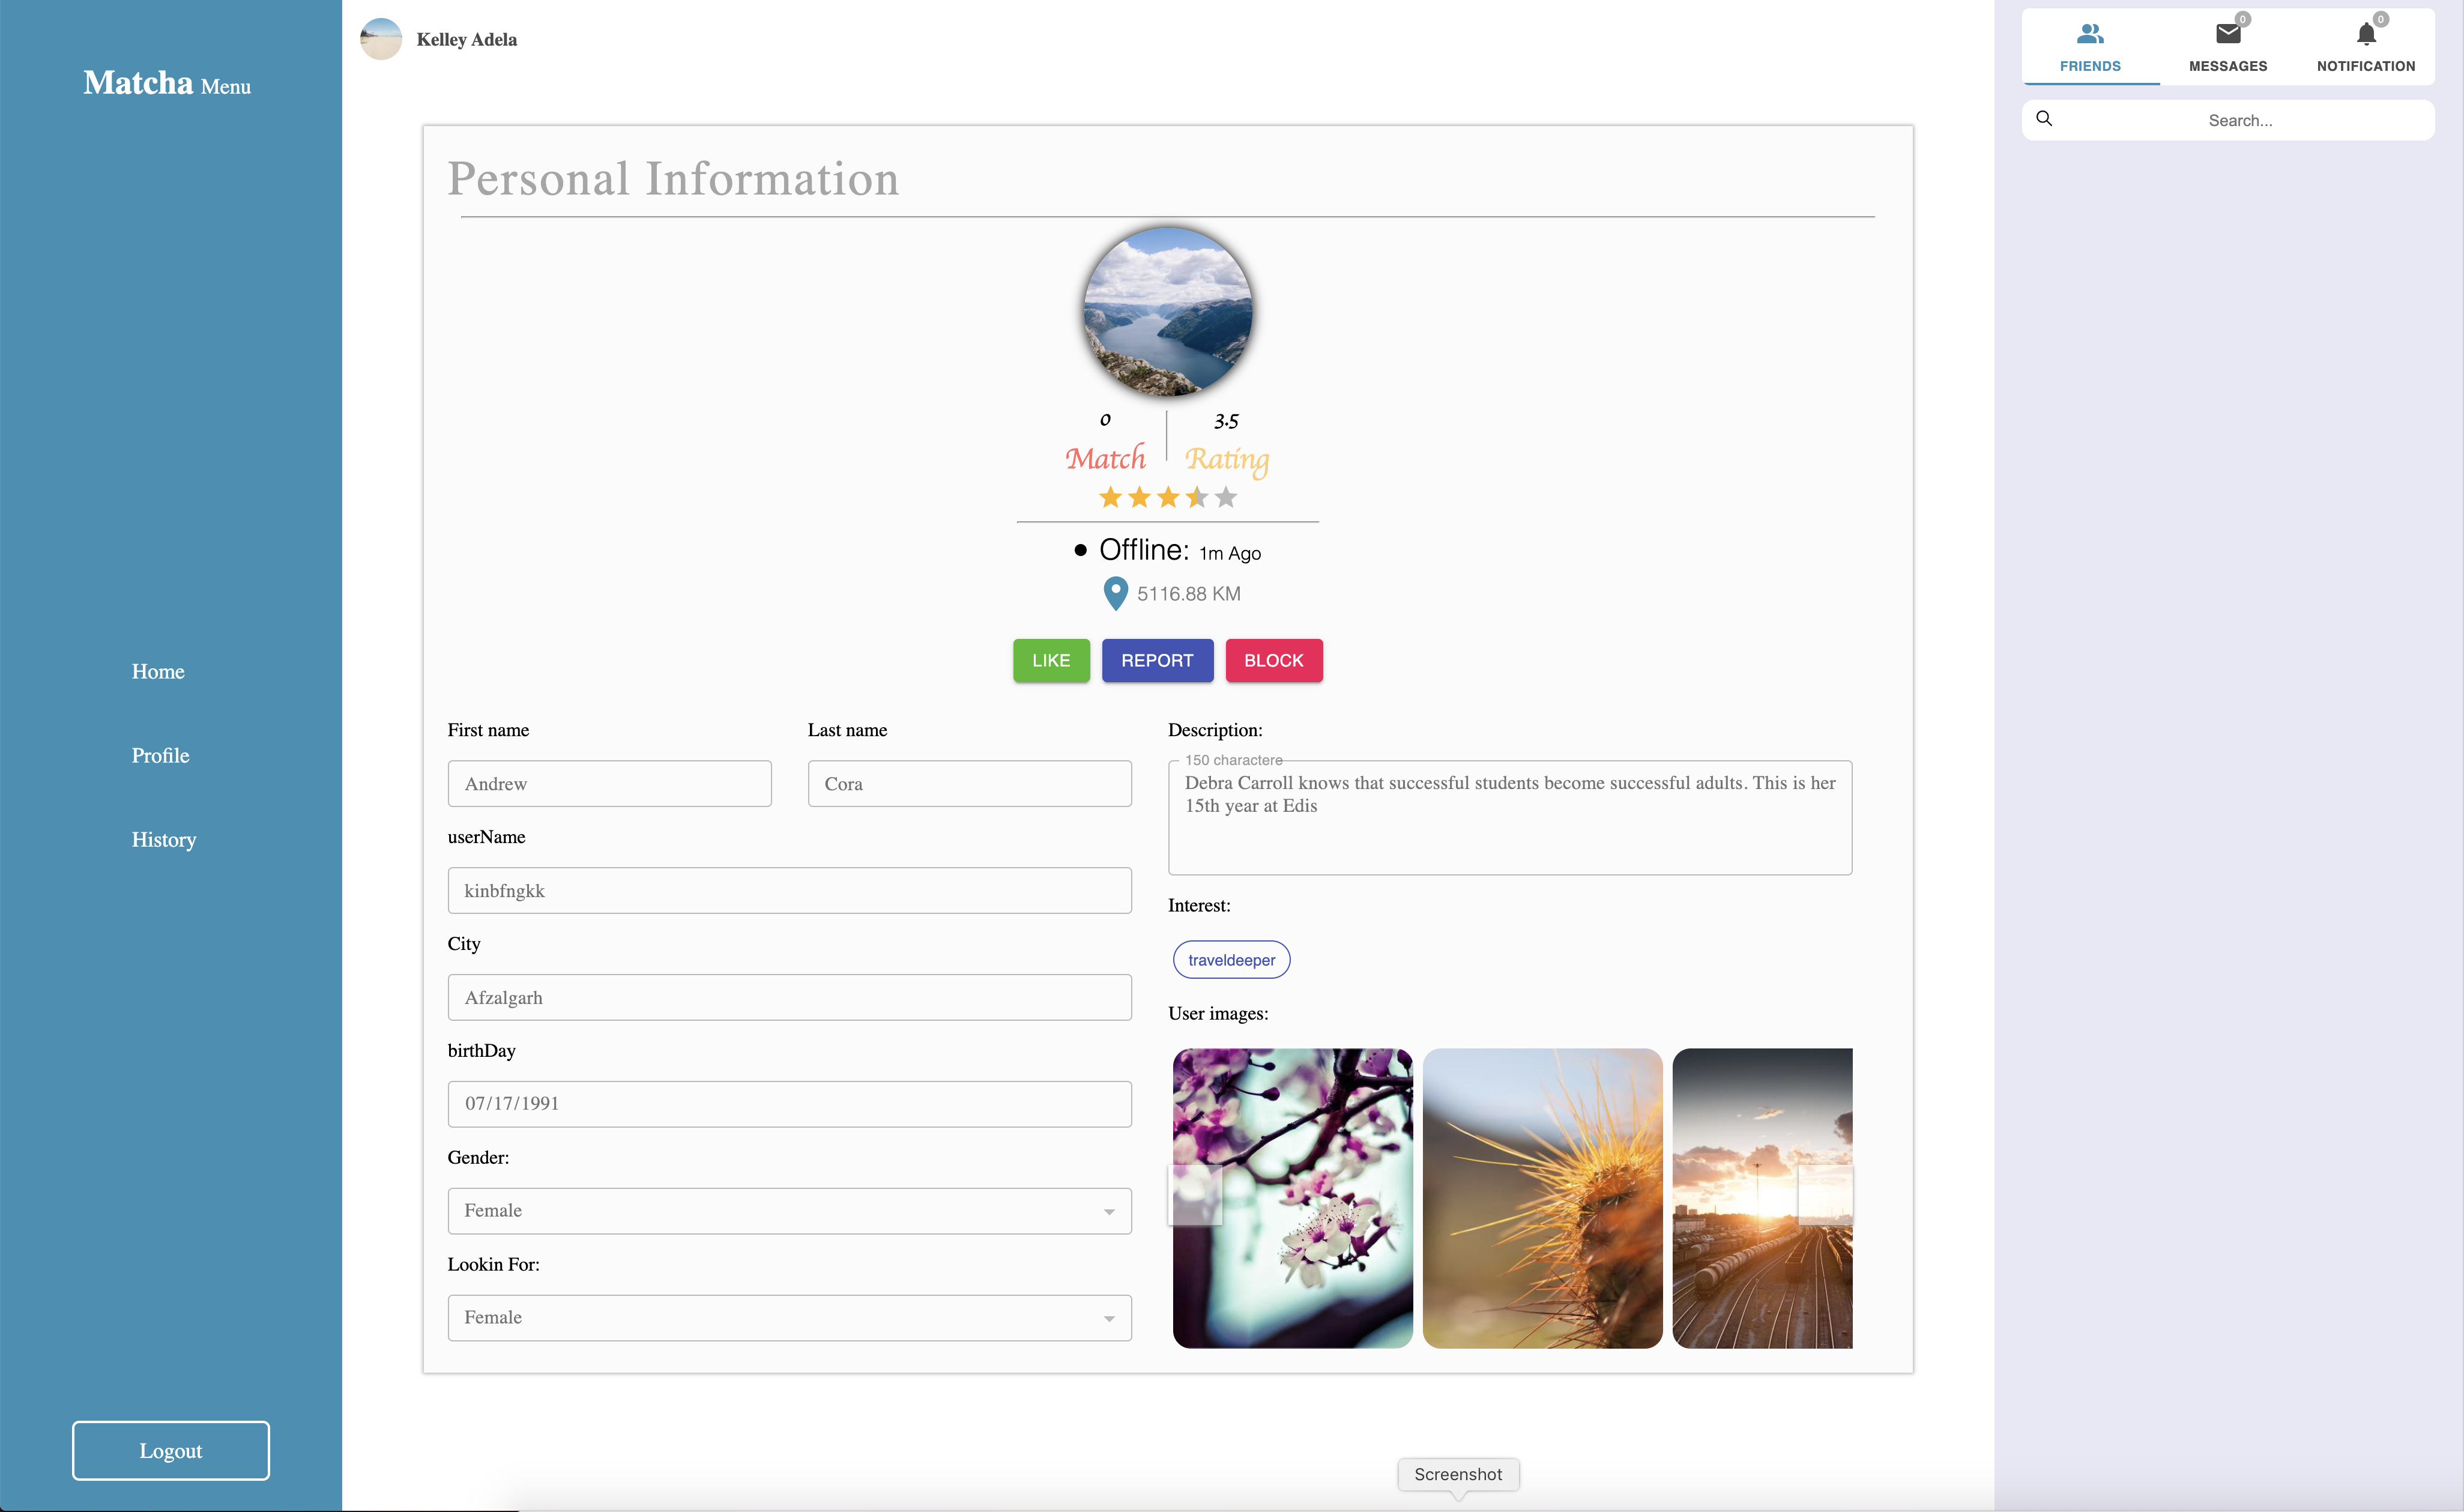 Matcha Menu
Home
Profile
History
Logout
Kelley Adela
Personal Information
0
3.5
Match
Rating
Offline: 1m Ago
5116.88 KM
LIKE
REPORT
BLOCK
First name
Last name
Andrew
Cora
userName
kinbfngkk
City
Afzalgarh
birthDay
07/17/1991
Gender:
Female
Lookin For:
Female
Description:
150 charactere
Debra Carroll knows that successful students become successful adults. This is her
15th year at Edis
Interest:
traveldeeper
User images:
Screenshot
FRIENDS
0
MESSAGES
0
NOTIFICATION
Search...